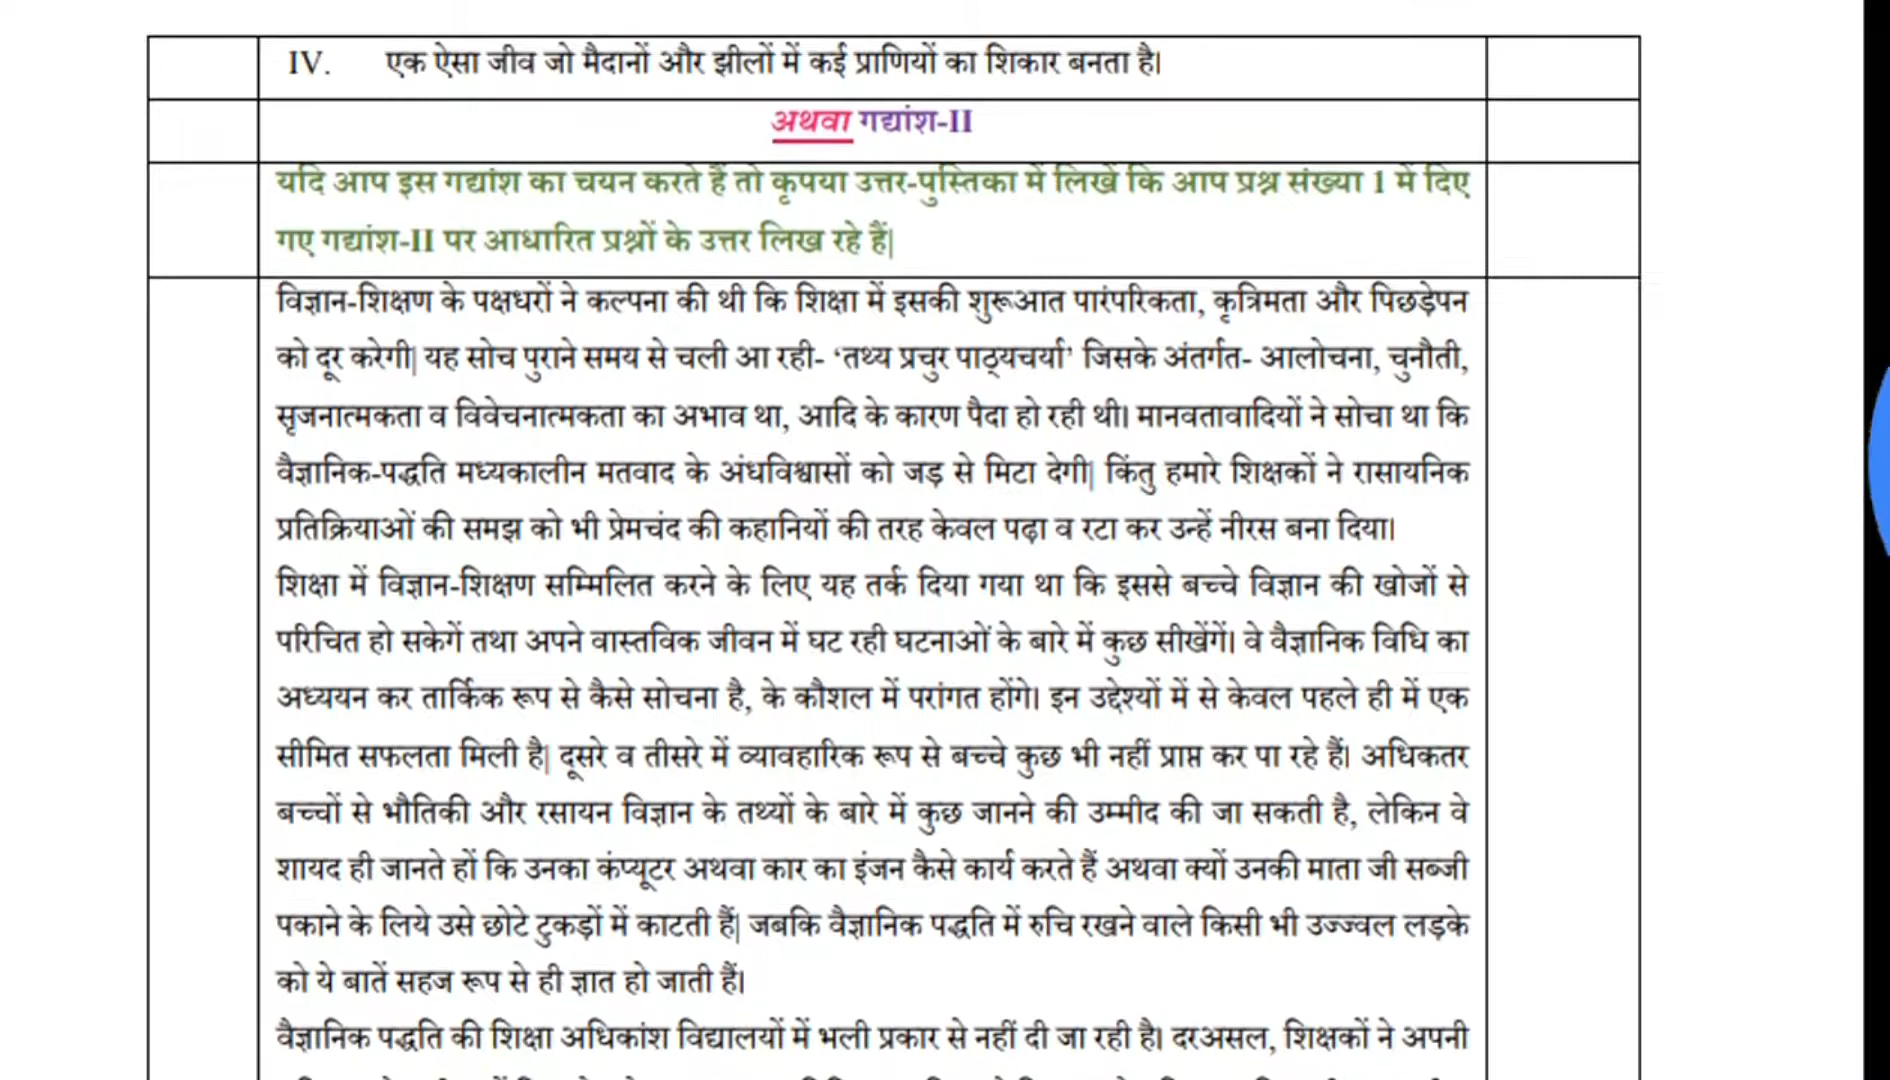 IV. एक ऐसा जीव जो मैदानों और झीलों में कई प्राणियों का शिकार बनता है।
अथवा गद्यांश-II
यदि आप इस गद्यांश का चयन करते हैं तो कृपया उत्तर-पुस्तिका में लिखें कि आप प्रश्न संख्या 1 में दिए
गए गद्यांश-II पर आधारित प्रश्नों के उत्तर लिख रहे हैं|
विज्ञान-शिक्षण के पक्षधरों ने कल्पना की थी कि शिक्षा में इसकी शुरूआत पारंपरिकता, कृत्रिमता और पिछड़ेपन
को दूर करेगी| यह सोच पुराने समय से चली आ रही- ‘तथ्य प्रचुर पाठ्यचर्या’ जिसके अंतर्गत- आलोचना, चुनौती,
सृजनात्मकता व विवेचनात्मकता का अभाव था, आदि के कारण पैदा हो रही थी। मानवतावादियों ने सोचा था कि
वैज्ञानिक-पद्धति मध्यकालीन मतवाद के अंधविश्वासों को जड़ से मिटा देगी| किंतु हमारे शिक्षकों ने रासायनिक
प्रतिक्रियाओं की समझ को भी प्रेमचंद की कहानियों की तरह केवल पढ़ा व रटा कर उन्हें नीरस बना दिया।
शिक्षा में विज्ञान-शिक्षण सम्मिलित करने के लिए यह तर्क दिया गया था कि इससे बच्चे विज्ञान की खोजों से
परिचित हो सकेगें तथा अपने वास्तविक जीवन में घट रही घटनाओं के बारे में कुछ सीखेंगें। वे वैज्ञानिक विधि का
अध्ययन कर तार्किक रूप से कैसे सोचना है, के कौशल में परांगत होंगे। इन उद्देश्यों में से केवल पहले ही में एक
सीमित सफलता मिली है| दूसरे व तीसरे में व्यावहारिक रूप से बच्चे कुछ भी नहीं प्राप्त कर पा रहे हैं। अधिकतर
बच्चों से भौतिकी और रसायन विज्ञान के तथ्यों के बारे में कुछ जानने की उम्मीद की जा सकती है, लेकिन वे
शायद ही जानते हों कि उनका कंप्यूटर अथवा कार का इंजन कैसे कार्य करते हैं अथवा क्यों उनकी माता जी सब्जी
पकाने के लिये उसे छोटे टुकड़ों में काटती हैं| जबकि वैज्ञानिक पद्धति में रुचि रखने वाले किसी भी उज्ज्वल लड़के
को ये बातें सहज रूप से ही ज्ञात हो जाती हैं।
वैज्ञानिक पद्धति की शिक्षा अधिकांश विद्यालयों में भली प्रकार से नहीं दी जा रही है। दरअसल, शिक्षकों ने अपनी